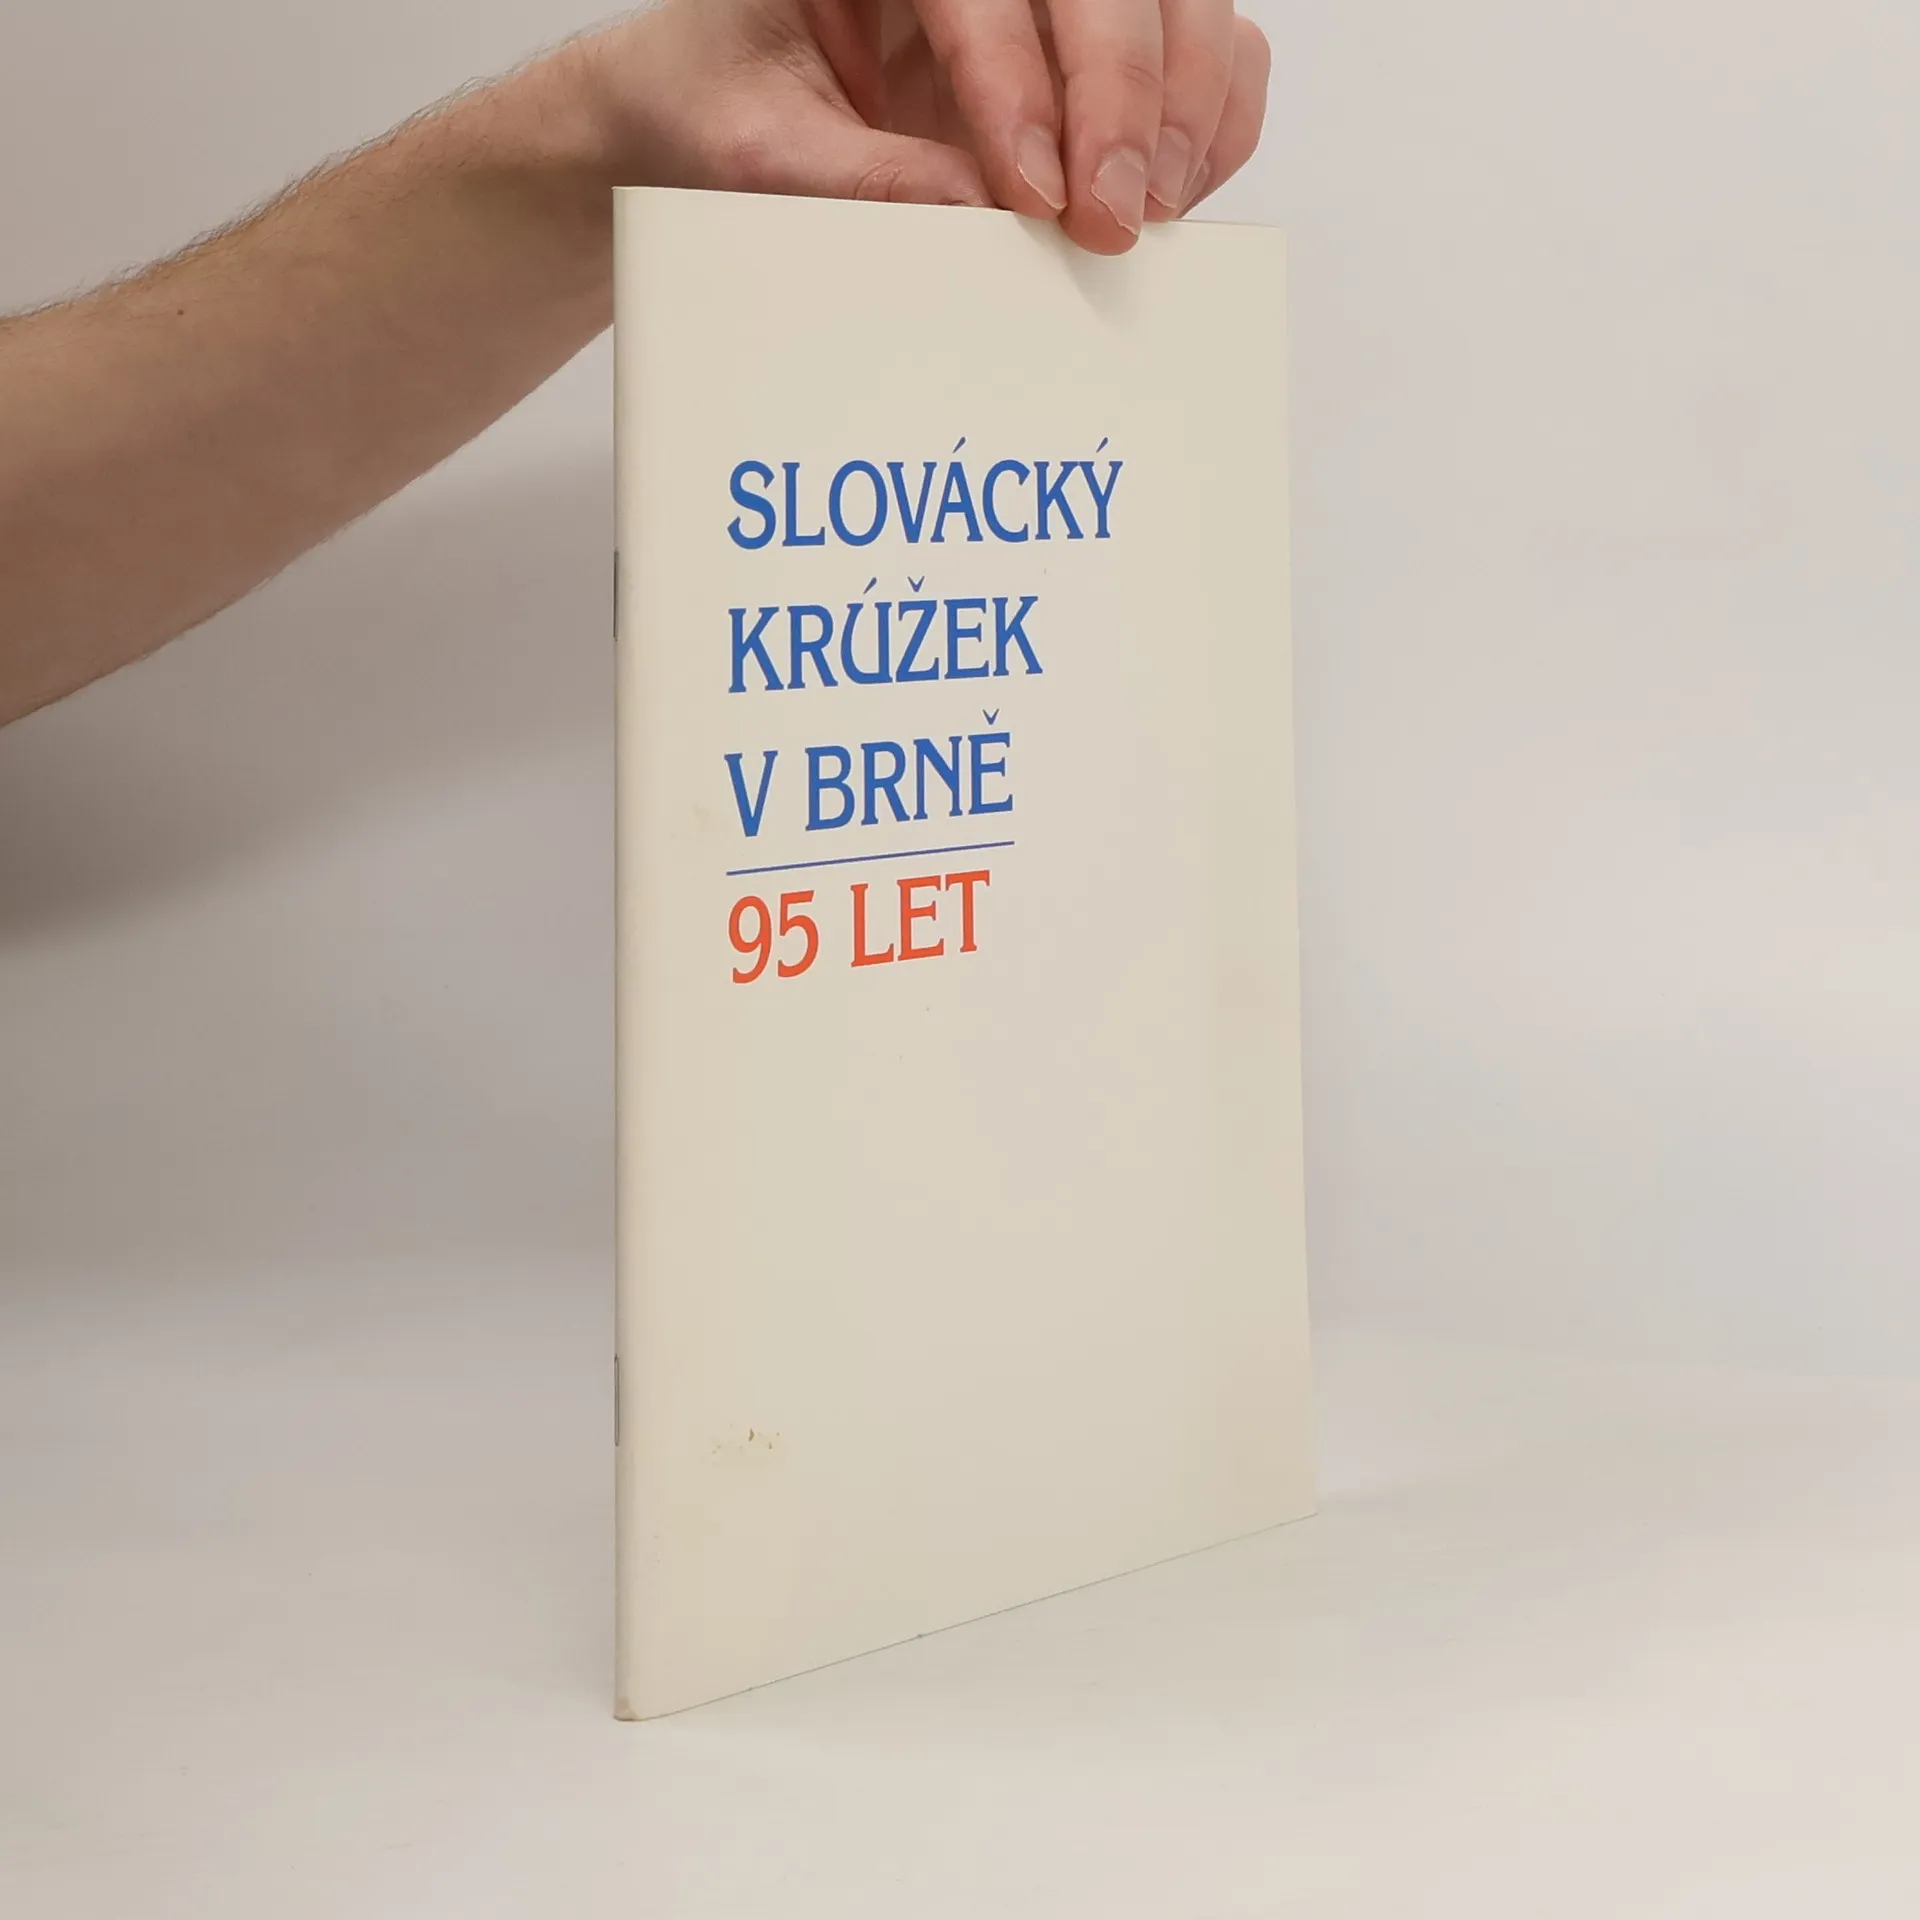 SLOVÁCKÝ
KRÚŽEK
V BRNĚ
95 LET